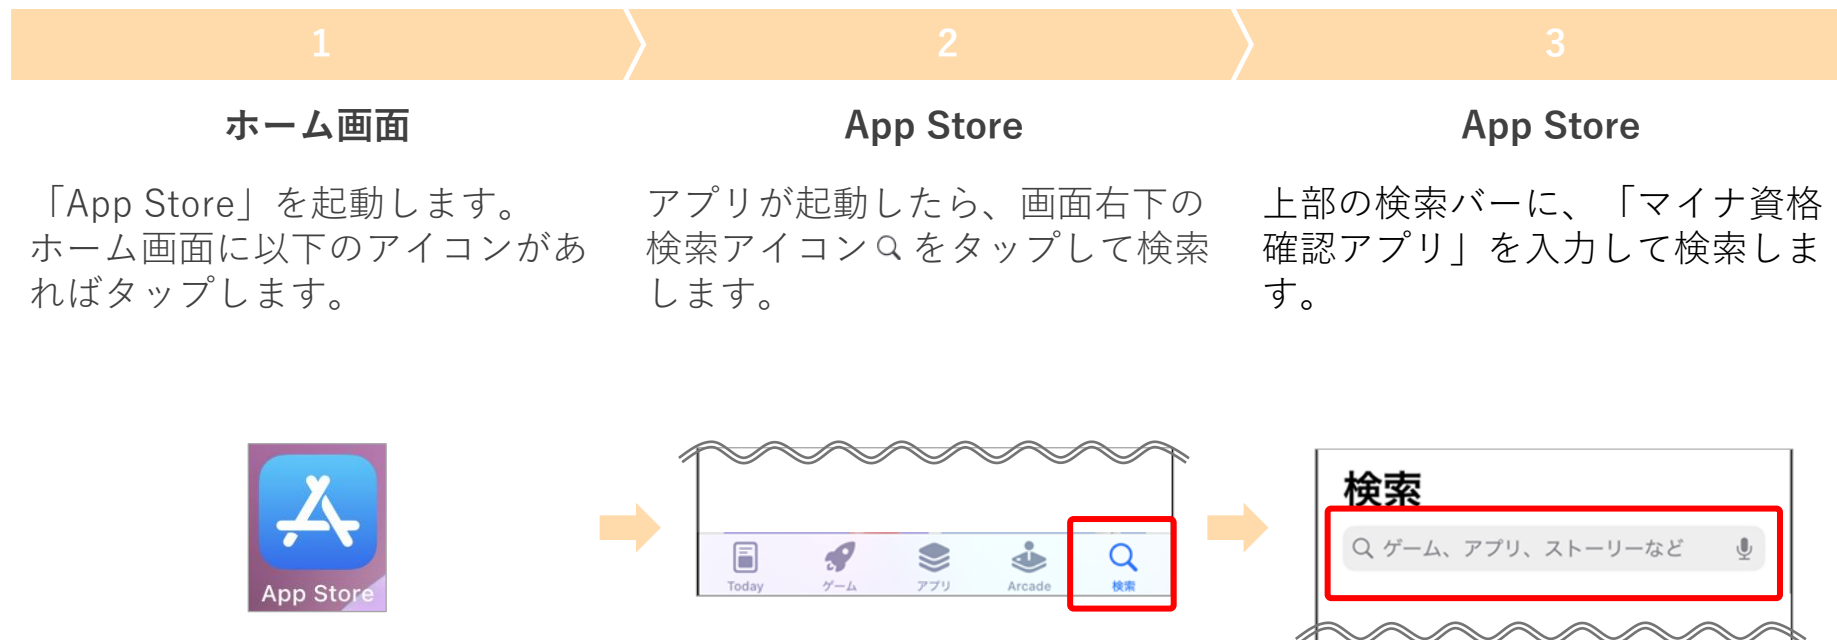 1
2
3
ホーム画面
「App Store」を起動します。
ホーム画面に以下のアイコンがあ
ればタップします。
App Store
App Store
アプリが起動したら、画面右下の
検索アイコン をタップして検索
します。
Today
ゲーム
アプリ
Arcade
検索
App Store
上部の検索バーに、「マイナ資格
確認アプリ」を入力して検索しま
す。
検索
ゲーム、アプリ、ストーリーなど